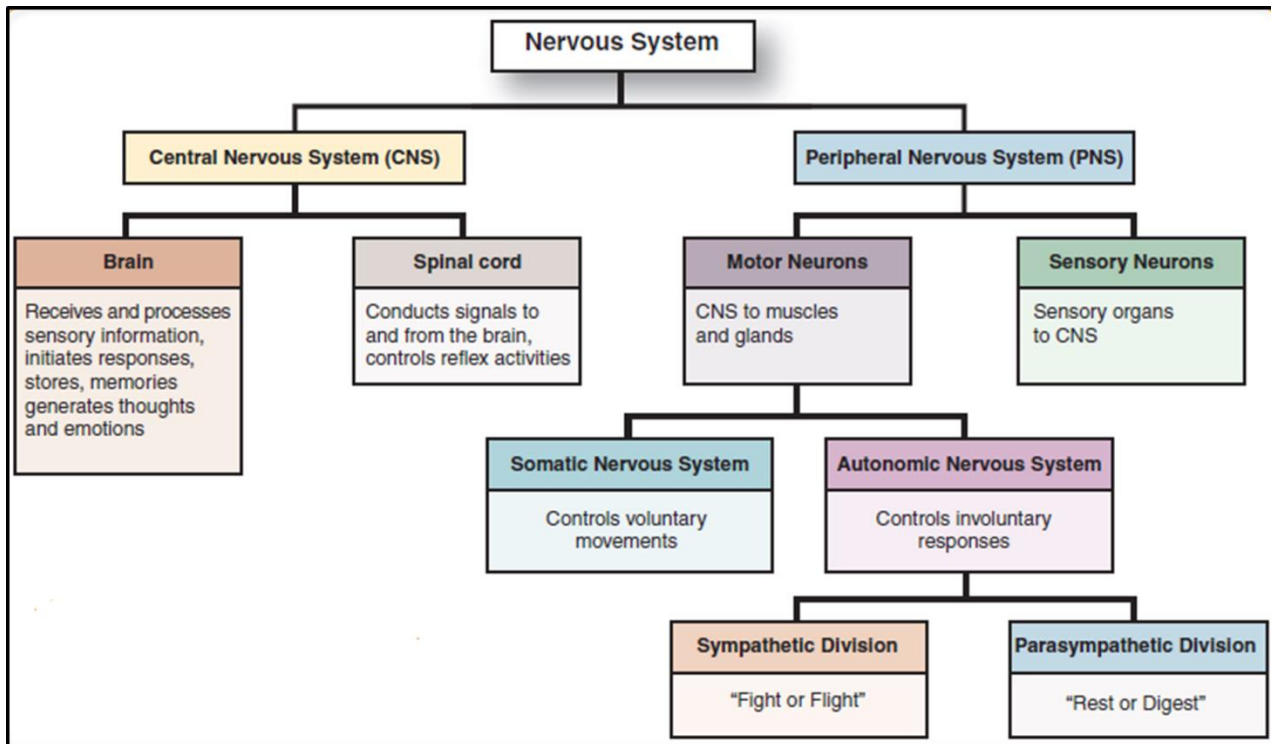 Nervous System
Central Nervous System (CNS)
Peripheral Nervous System (PNS)
Brain
Receives and processes
sensory information,
initiates responses,
stores, memories
generates thoughts
and emotions
Spinal cord
Conducts signals to
and from the brain,
controls reflex activities
Motor Neurons
CNS to muscles
and glands
Sensory Neurons
Sensory organs
to CNS
Somatic Nervous System
Controls voluntary
movements
Autonomic Nervous System
Controls involuntary
responses
Sympathetic Division
“Fight or Flight”
Parasympathetic Division
“Rest or Digest”